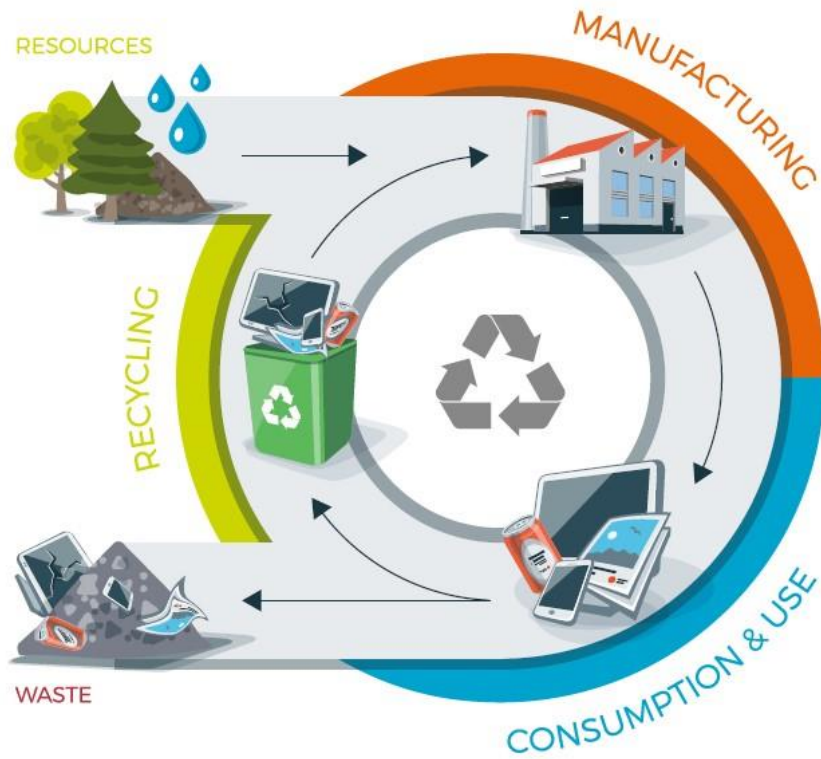 RESOURCES
MANUFACTURING
RECYCLING
CONSUMPTION & USE
WASTE